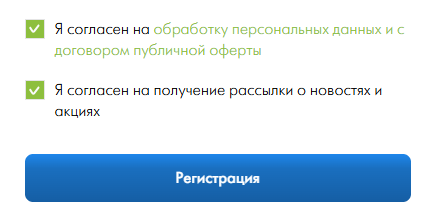 Я согласен на обработку персональных данных и с
договором публичной оферты
Я согласен на получение рассылки о новостях и
акциях
Регистрация